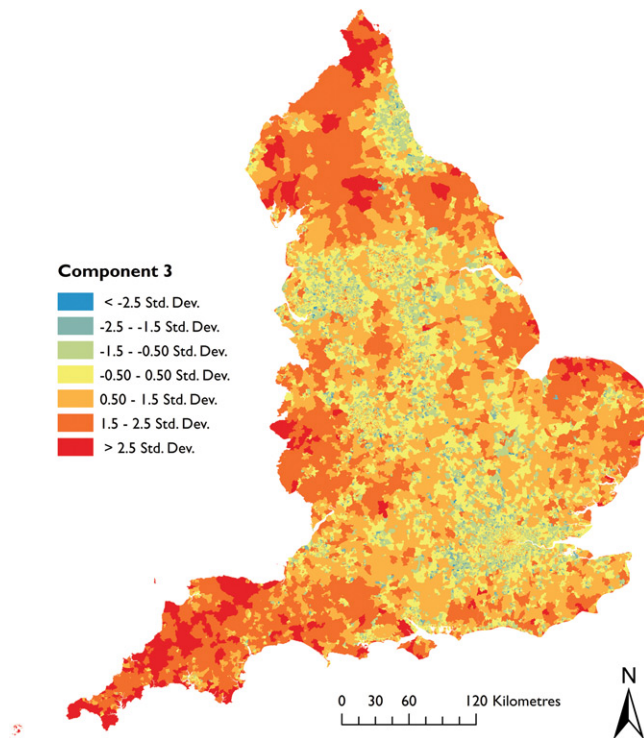 Component 3
< -2.5 Std. Dev.
-2.5 - -1.5 Std. Dev.
-1.5 - -0.50 Std. Dev.
-0.50 - 0.50 Std. Dev.
0.50 - 1.5 Std. Dev.
1.5 - 2.5 Std. Dev.
> 2.5 Std. Dev.
N
0 30 60 120 Kilometres